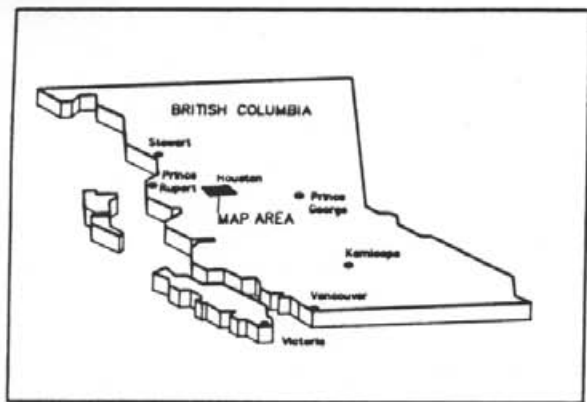 BRITISH COLUMBIA
Stewart
Prince
Rupert
Houston
Prince
George
MAP AREA
Kamloops
Vancouver
Victoria